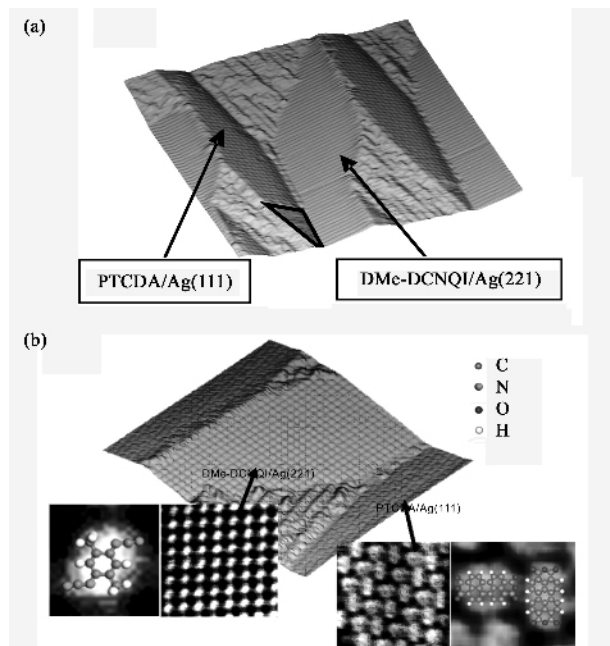 (a)
PTCDA/Ag(111)
DMe-DCNQI/Ag(221)
(b)
C
N
O
H
DMe-DCNQI/Ag(221)
PTCDA/Ag(111)